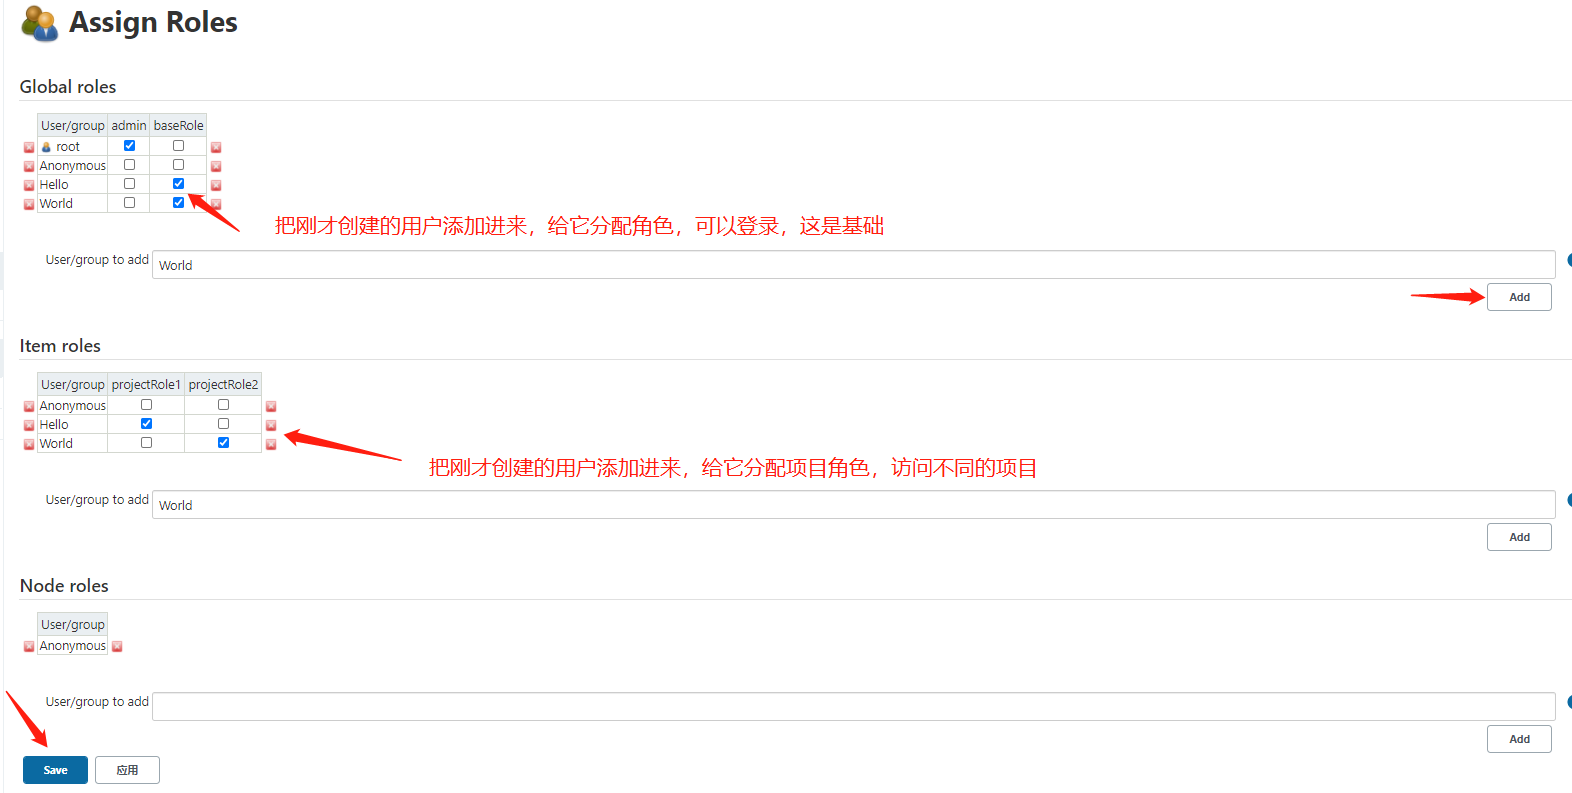 Assign Roles
Global roles
User/group admin baseRole
root
Anonymous
Hello
World
把刚才创建的用户添加进来，给它分配角色，可以登录，这是基础
User/group to add World
Add
Item roles
User/group projectRole1 projectRole2
Anonymous
Hello
World
把刚才创建的用户添加进来，给它分配项目角色，访问不同的项目
User/group to add World
Add
Node roles
User/group
Anonymous
User/group to add
Add
Save 应用